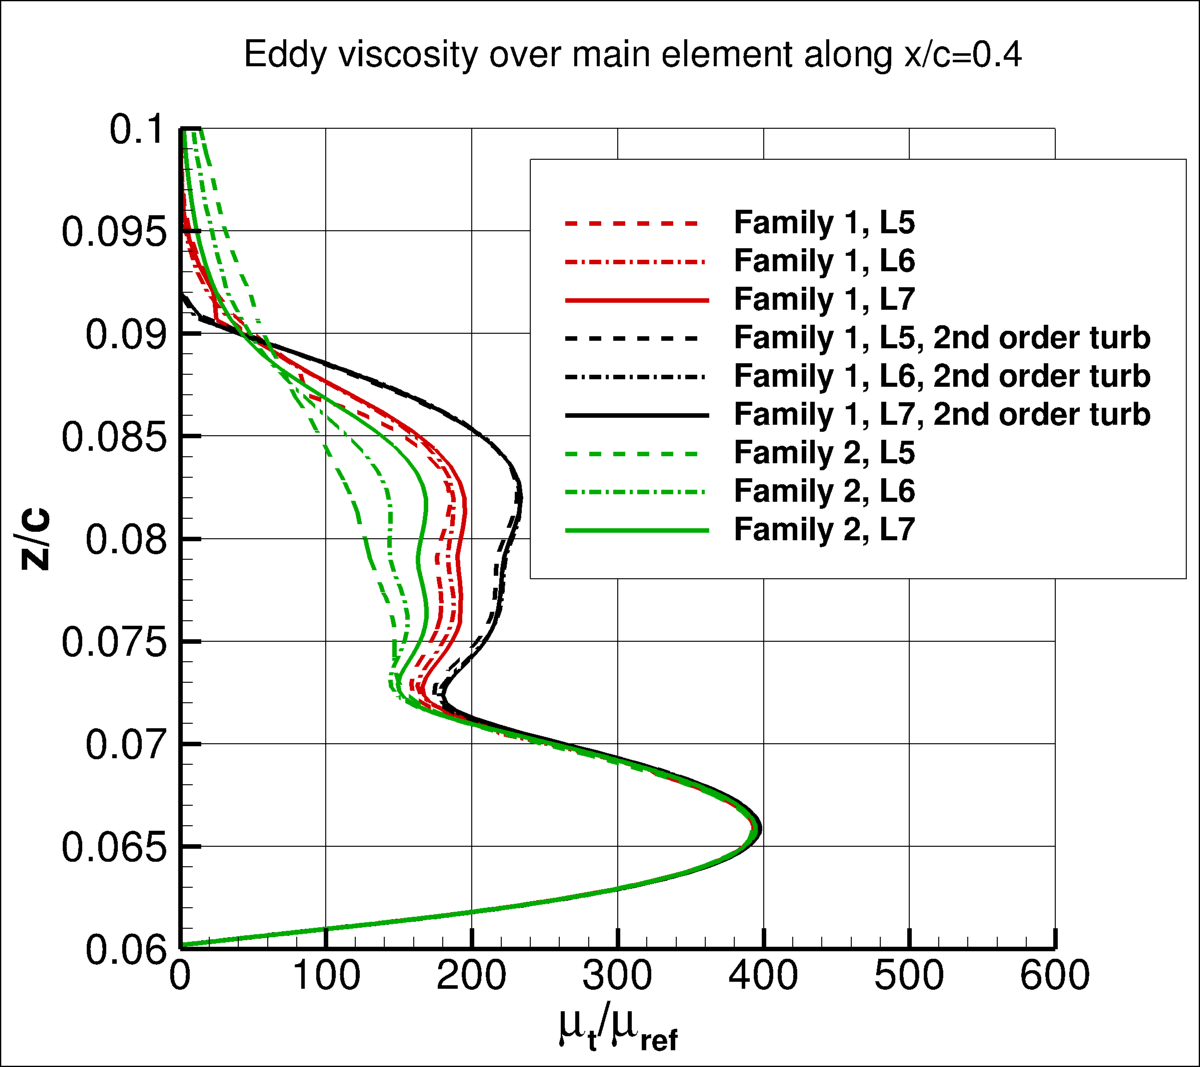 Eddy viscosity over main element along x/c=0.4
0.1
0.095
0.09
0.085
0.08
0.075
0.07
0.065
0.06
z/c
Family 1, L5
Family 1, L6
Family 1, L7
Family 1, L5, 2nd order turb
Family 1, L6, 2nd order turb
Family 1, L7, 2nd order turb
Family 2, L5
Family 2, L6
Family 2, L7
0 100 200 300 400 500 600
μt/μref